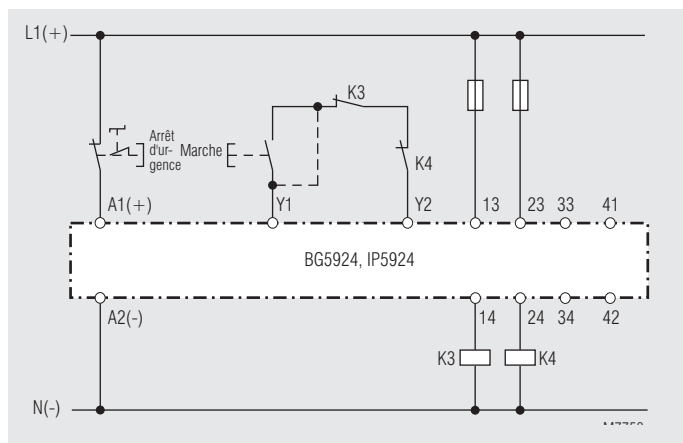 L1(+)
K3
Arrêt
d'ur-
gence
Marche
K4
A1(+)
Y1
Y2
13
23
33
41
BG5924, IP5924
A2(-)
14
24
34
42
K3
K4
N(-)